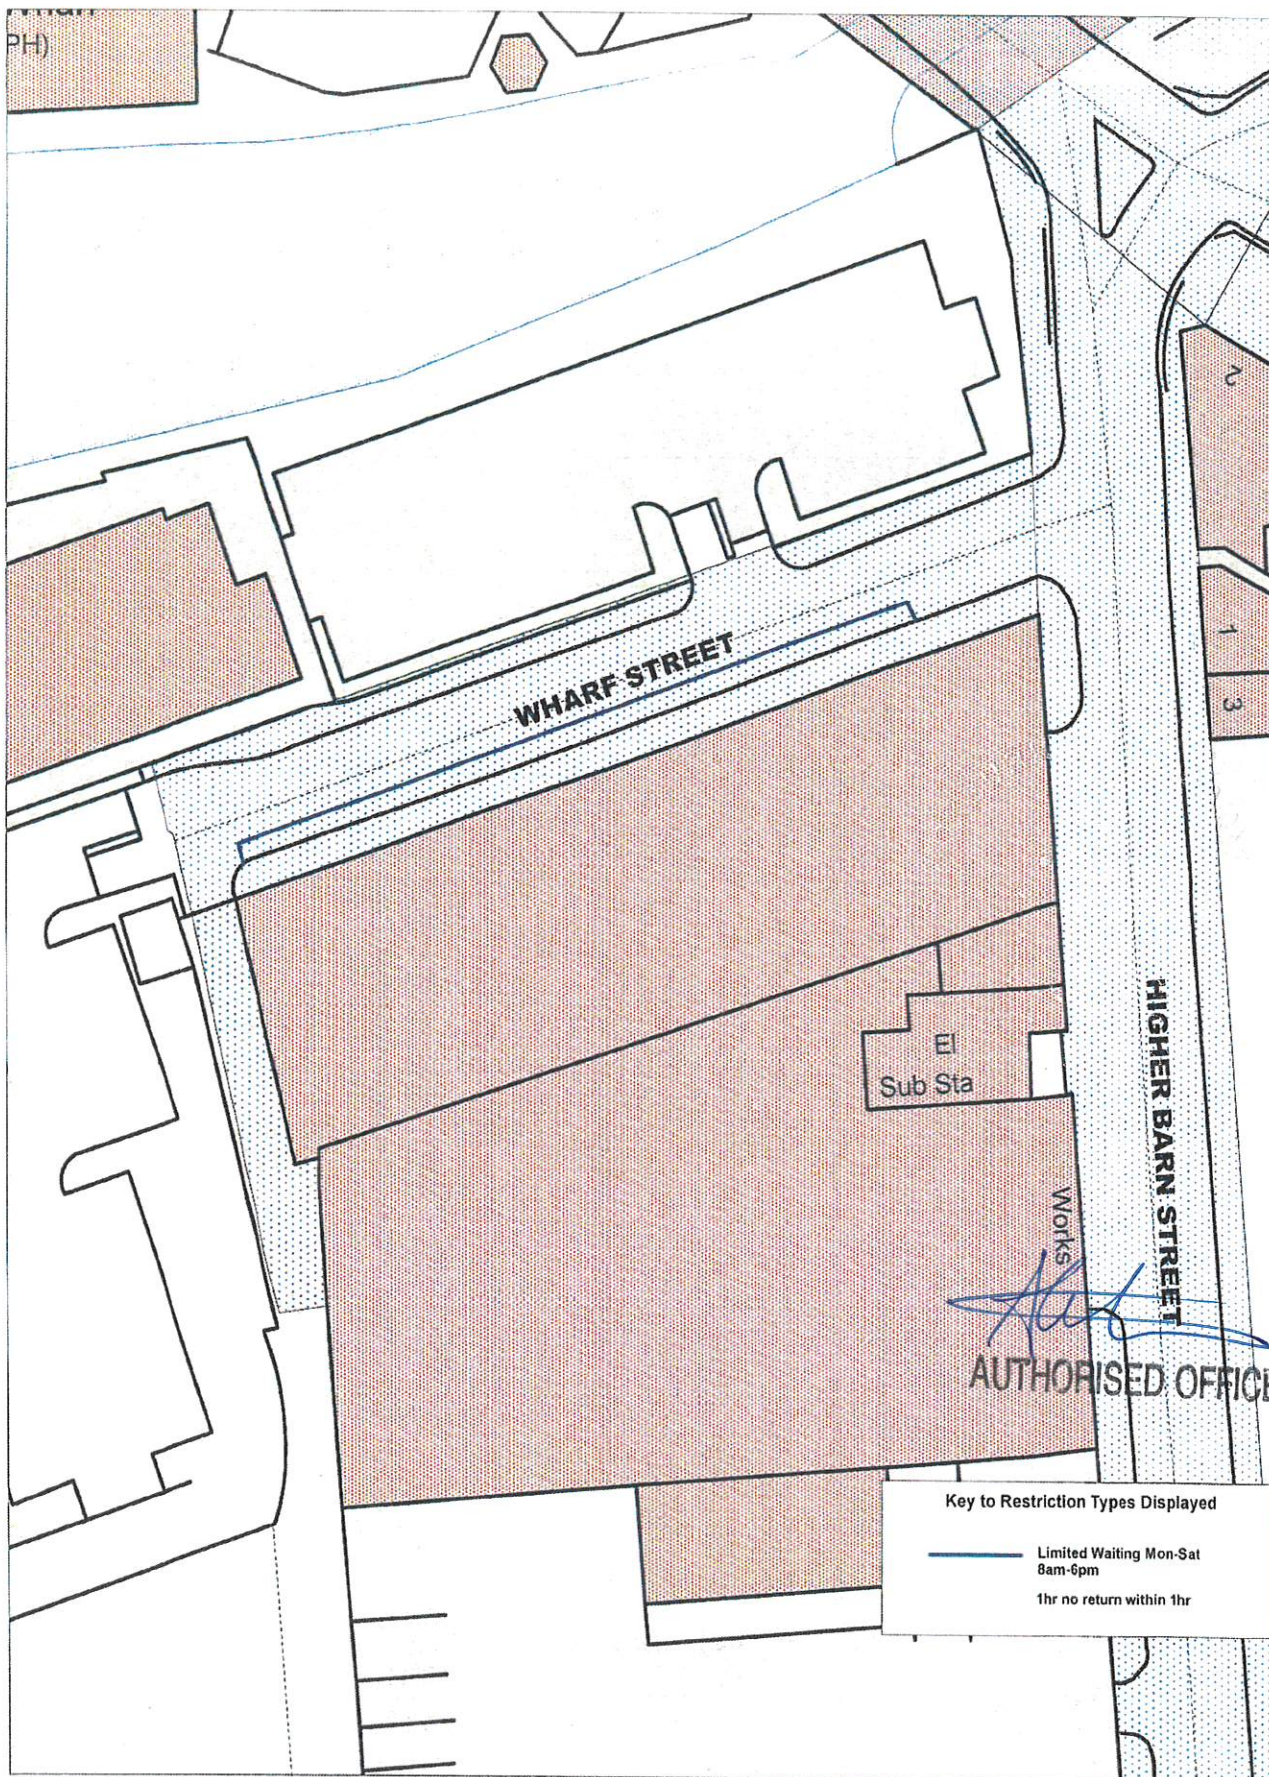 PH)
2
1
3
WHARF STREET
HIGHER BARN STREET
El
Sub Sta
Works
AUTHORISED OFFICE
Key to Restriction Types Displayed
Limited Waiting Mon-Sat
8am-6pm
1hr no return within 1hr